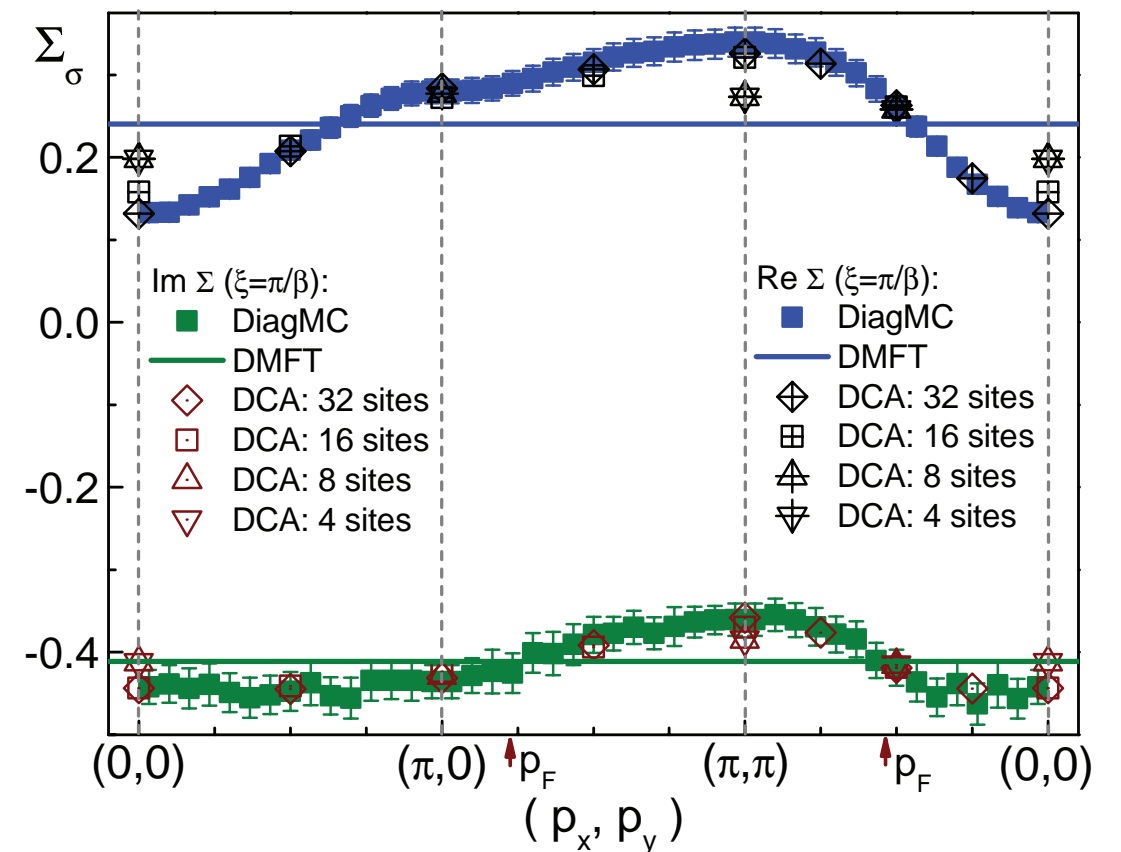 Σσ
0.2
0.0
-0.2
-0.4
Im Σ (ξ=π/β):
DiagMC
DMFT
DCA: 32 sites
DCA: 16 sites
DCA: 8 sites
DCA: 4 sites
Re Σ (ξ=π/β):
DiagMC
DMFT
DCA: 32 sites
DCA: 16 sites
DCA: 8 sites
DCA: 4 sites
(0,0) (π,0) pF (π,π) pF (0,0)
( px, py )